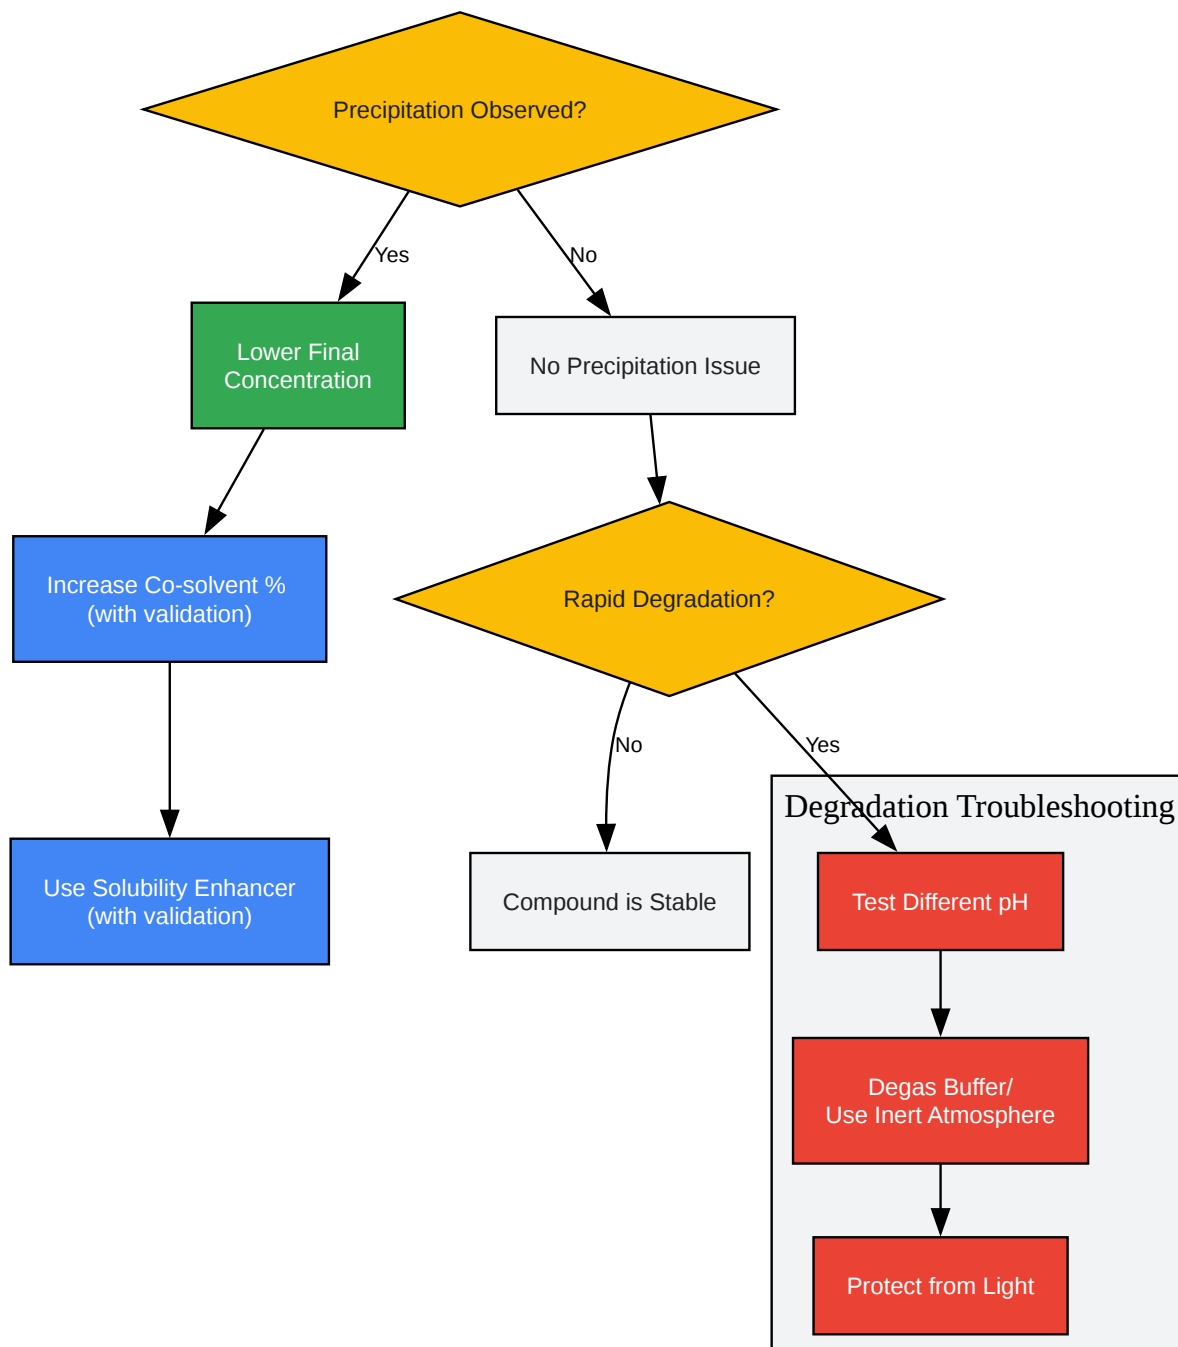 Precipitation Observed?
Yes
No
Lower Final
Concentration
No Precipitation Issue
Increase Co-solvent %
(with validation)
Rapid Degradation?
No
Yes
Degradation Troubleshooting
Use Solubility Enhancer
(with validation)
Compound is Stable
Test Different pH
Degas Buffer/
Use Inert Atmosphere
Protect from Light